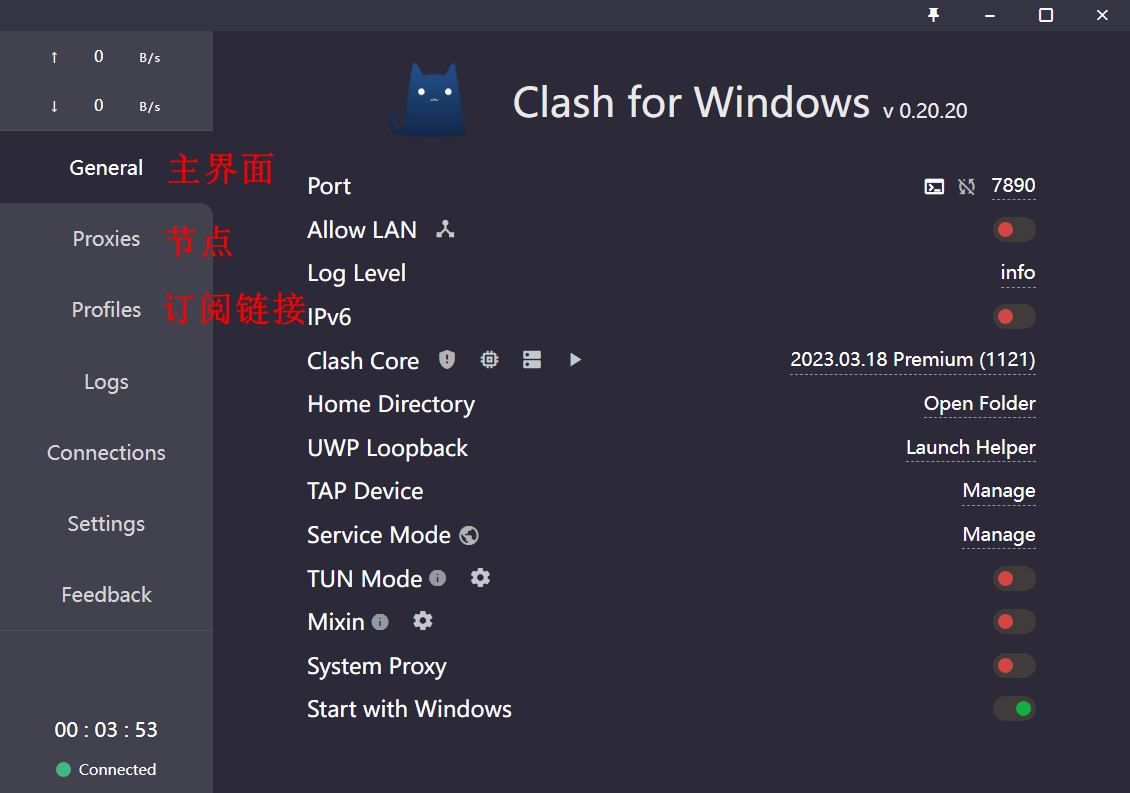 ↑ 0 B/s
↓ 0 B/s
General 主界面
Proxies 节点
Profiles 订阅链接
Logs
Connections
Settings
Feedback
00 : 03 : 53
Connected
Clash for Windows v 0.20.20
Port 7890
Allow LAN
Log Level info
IPv6
Clash Core 2023.03.18 Premium (1121)
Home Directory Open Folder
UWP Loopback Launch Helper
TAP Device Manage
Service Mode Manage
TUN Mode
Mixin
System Proxy
Start with Windows